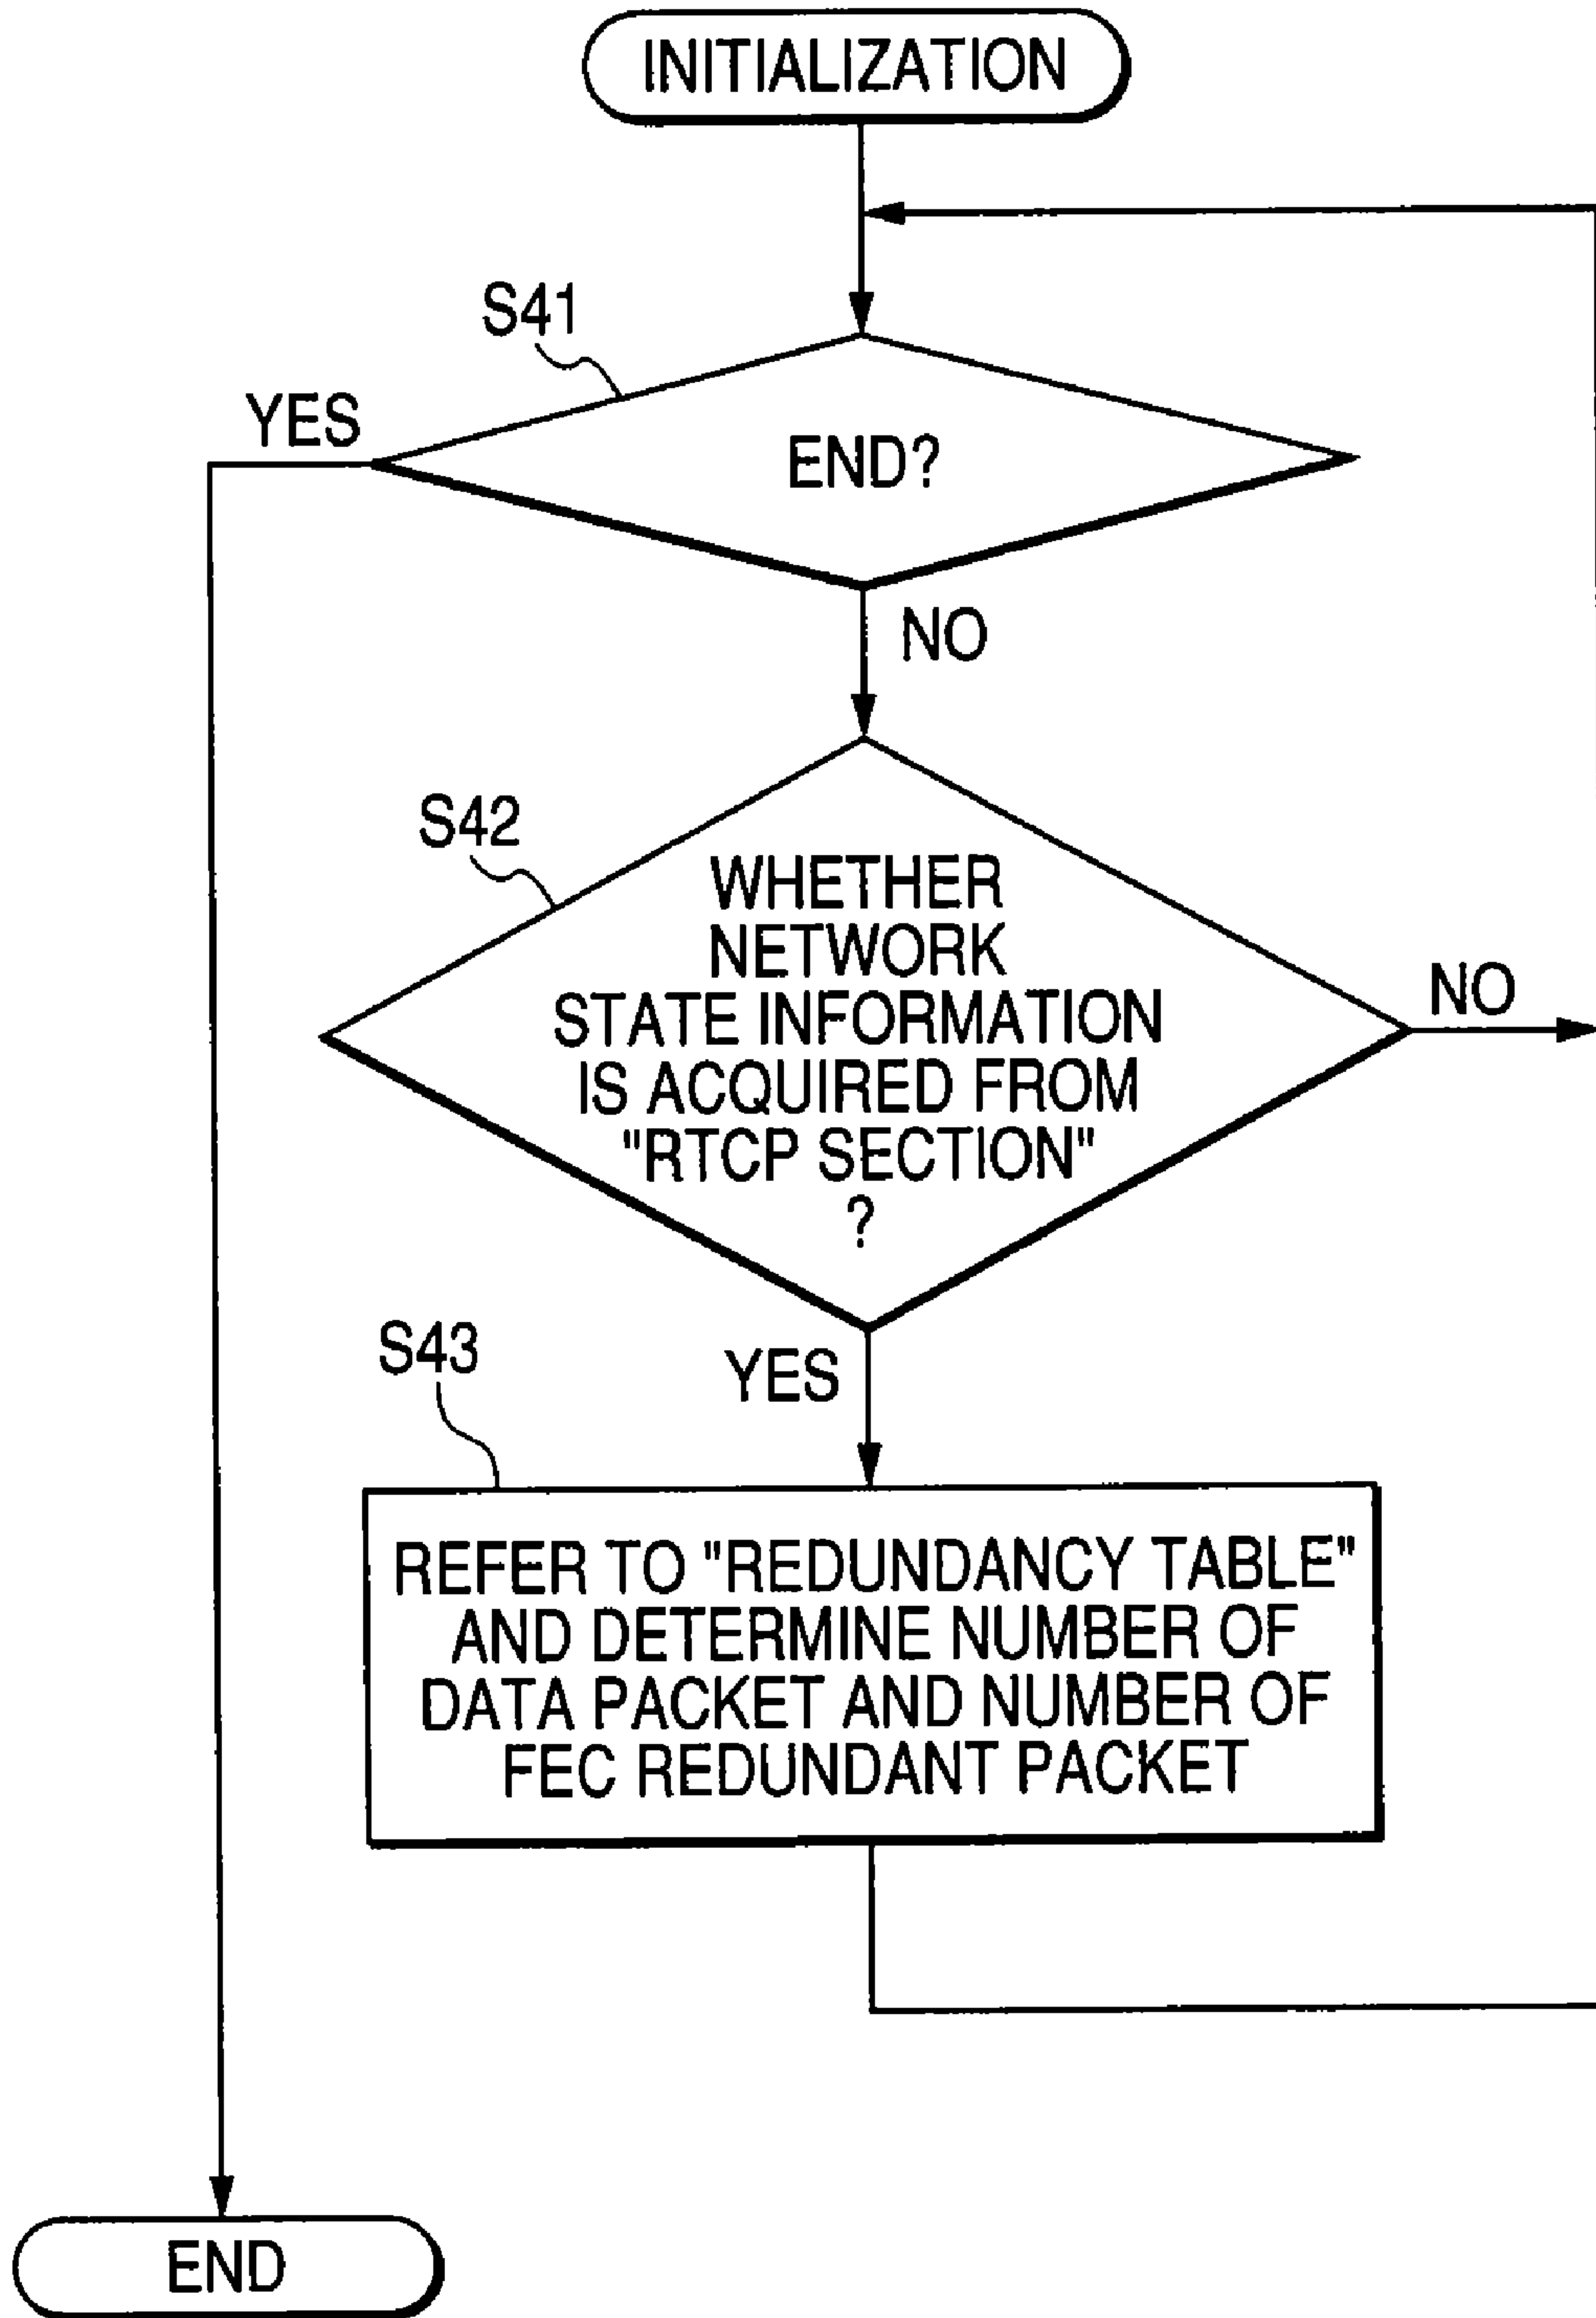 INITIALIZATION
S41
YES
END?
NO
S42
WHETHER
NETWORK
STATE INFORMATION
IS ACQUIRED FROM
"RTCP SECTION"
?
NO
S43
YES
REFER TO "REDUNDANCY TABLE"
AND DETERMINE NUMBER OF
DATA PACKET AND NUMBER OF
FEC REDUNDANT PACKET
END